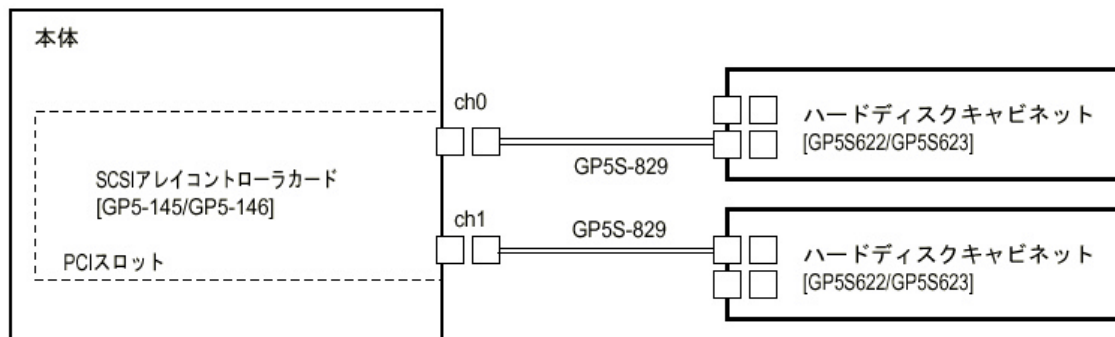 本体
SCSIアレイコントローラカード
[GP5-145/GP5-146]
PCIスロット
ch0
GP5S-829
ハードディスクキャビネット
[GP5S622/GP5S623]
ch1
GP5S-829
ハードディスクキャビネット
[GP5S622/GP5S623]